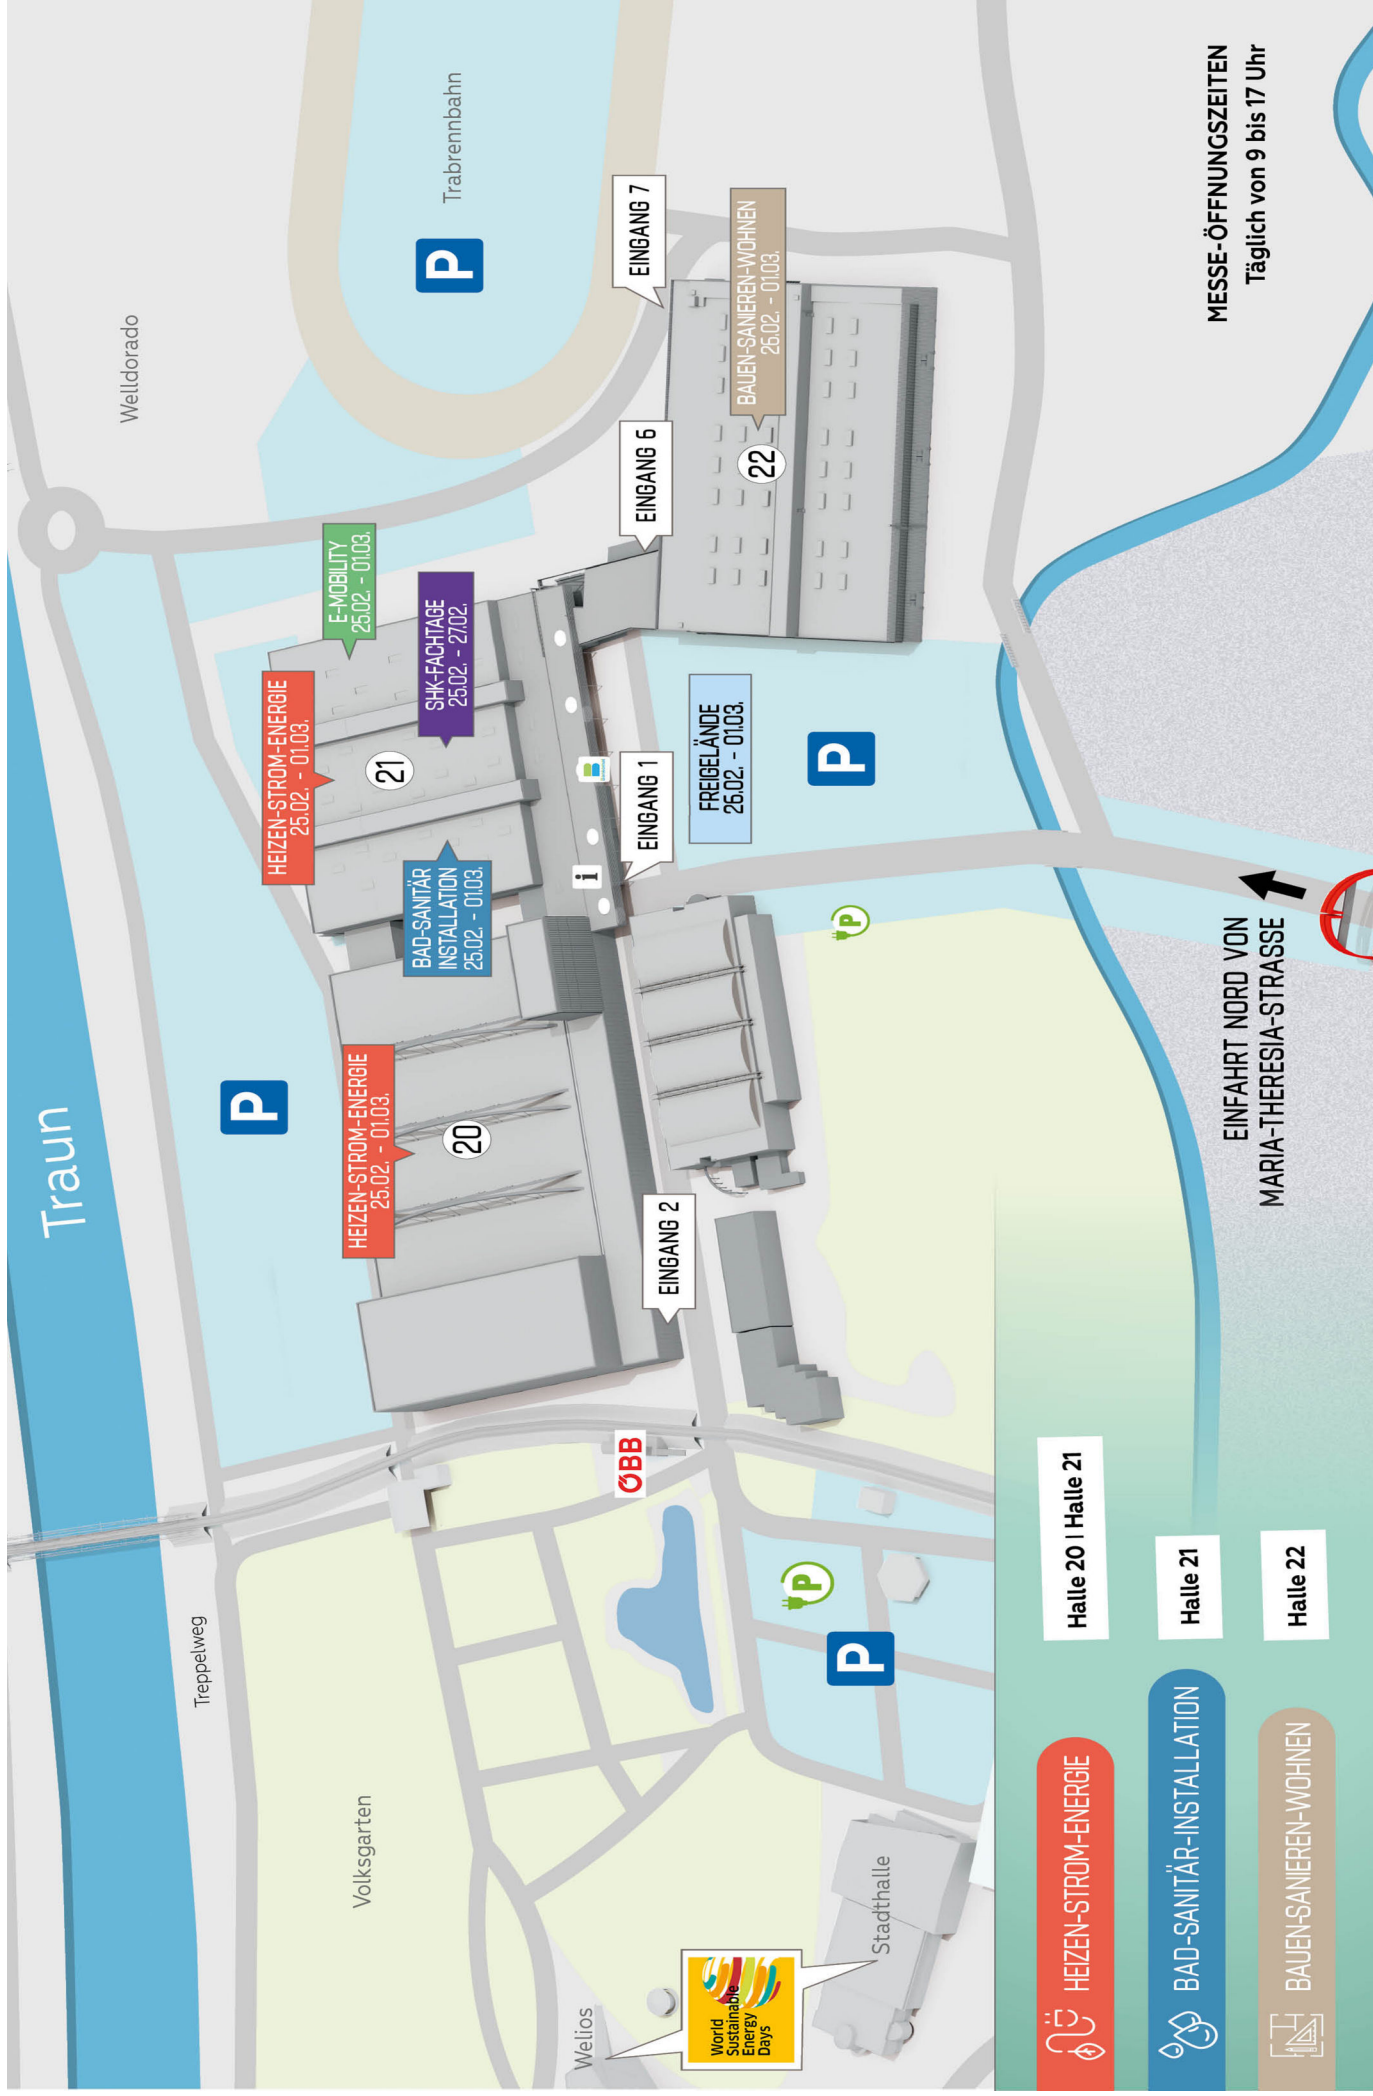 Traun
Treppelweg
Welldorado
Trabrennbahn
P
P
HEIZEN-STROM-ENERGIE
25.02. - 01.03.
20
BAD-SANITÄR
INSTALLATION
25.02. - 01.03.
HEIZEN-STROM-ENERGIE
25.02. - 01.03.
21
SHK-FACHTAGE
25.02. - 27.02.
E-MOBILITY
25.02. - 01.03.
Volksgarten
ÖBB
EINGANG 2
i
B
EINGANG 1
EINGANG 6
EINGANG 7
FREIGELÄNDE
26.02. - 01.03.
22
BAUEN-SANIEREN-WOHNEN
26.02. - 01.03.
P
P
P
P
Welios
World
Sustainable
Energy
Days
Stadthalle
EINFAHRT NORD VON
MARIA-THERESIA-STRASSE
MESSE-ÖFFNUNGSZEITEN
Täglich von 9 bis 17 Uhr
HEIZEN-STROM-ENERGIE
Halle 20 | Halle 21
BAD-SANITÄR-INSTALLATION
Halle 21
BAUEN-SANIEREN-WOHNEN
Halle 22